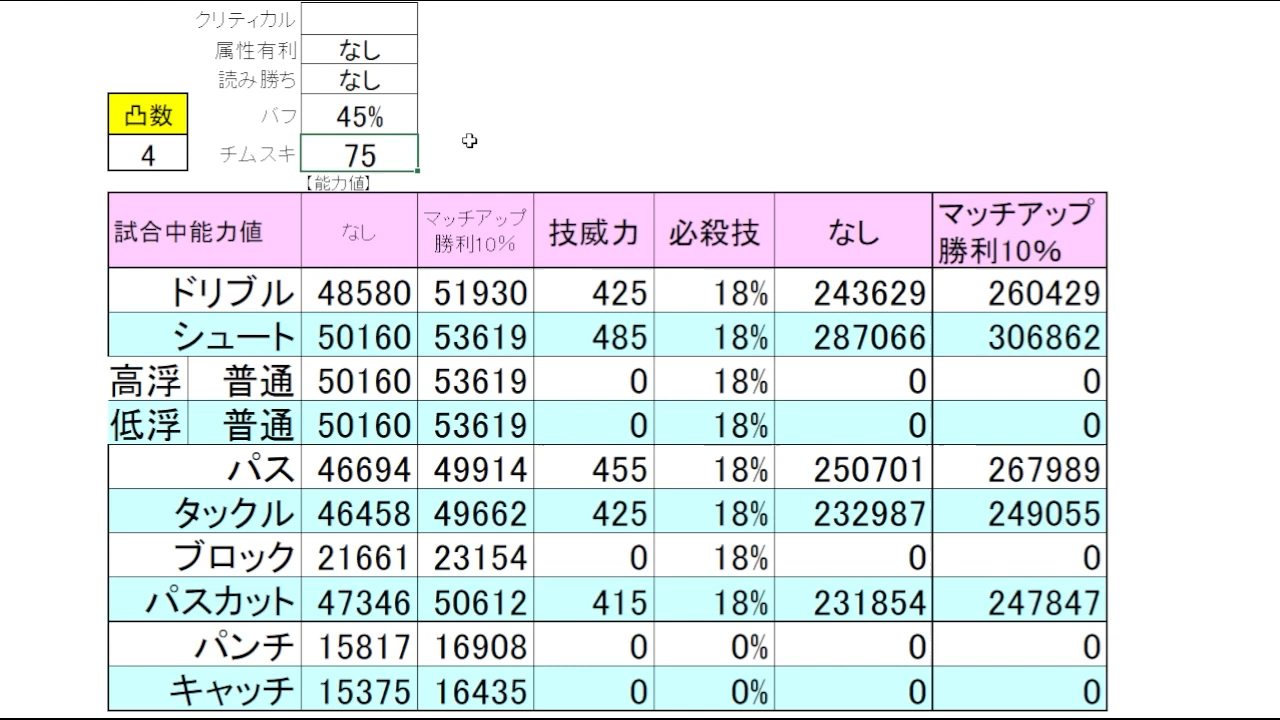 クリティカル
属性有利 なし
読み勝ち なし
凸数 バフ 45%
4 チムスキ 75
【能力値】
試合中能力値 なし マッチアップ勝利10% 技威力 必殺技 なし マッチアップ勝利10%
ドリブル 48580 51930 425 18% 243629 260429
シュート 50160 53619 485 18% 287066 306862
高浮 普通 50160 53619 0 18% 0 0
低浮 普通 50160 53619 0 18% 0 0
パス 46694 49914 455 18% 250701 267989
タックル 46458 49662 425 18% 232987 249055
ブロック 21661 23154 0 18% 0 0
パスカット 47346 50612 415 18% 231854 247847
パンチ 15817 16908 0 0% 0 0
キャッチ 15375 16435 0 0% 0 0